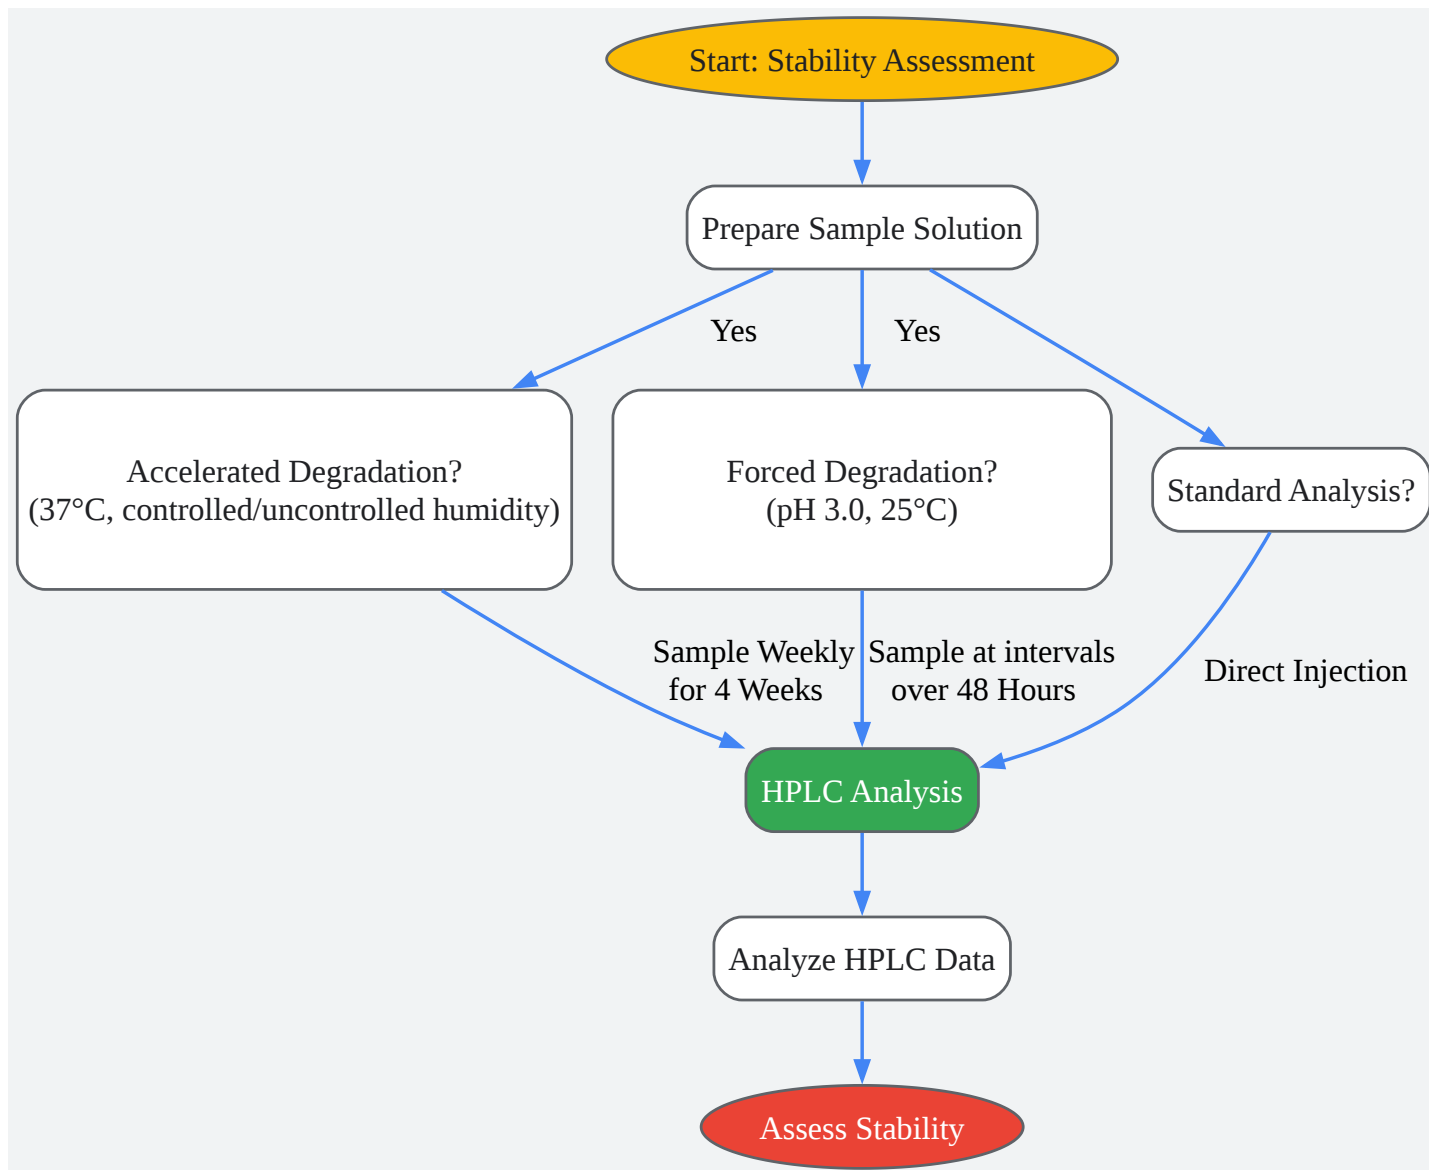 Start: Stability Assessment
Prepare Sample Solution
Yes
Yes
Accelerated Degradation?
(37°C, controlled/uncontrolled humidity)
Forced Degradation?
(pH 3.0, 25°C)
Standard Analysis?
Sample Weekly
for 4 Weeks
Sample at intervals
over 48 Hours
Direct Injection
HPLC Analysis
Analyze HPLC Data
Assess Stability